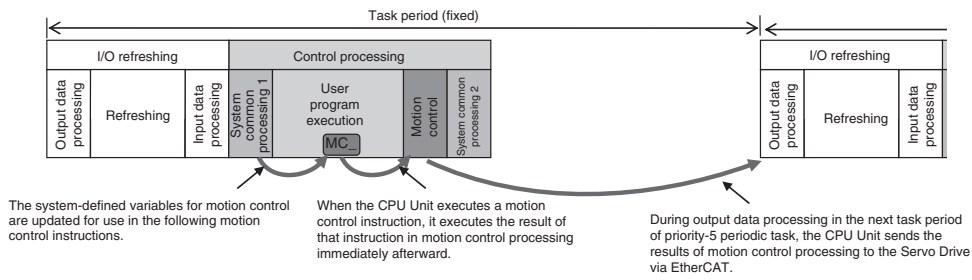 Task period (fixed)
I/O refreshing
Control processing
I/O refreshing
Output data
processing
Refreshing
Input data
processing
System
common
processing 1
User
program
execution
MC_
Motion
control
System common
processing 2
Output data
processing
Refreshing
Input data
processing
The system-defined variables for motion control
are updated for use in the following motion
control instructions.
When the CPU Unit executes a motion
control instruction, it executes the result of
that instruction in motion control processing
immediately afterward.
During output data processing in the next task period
of priority-5 periodic task, the CPU Unit sends the
results of motion control processing to the Servo Drive
via EtherCAT.